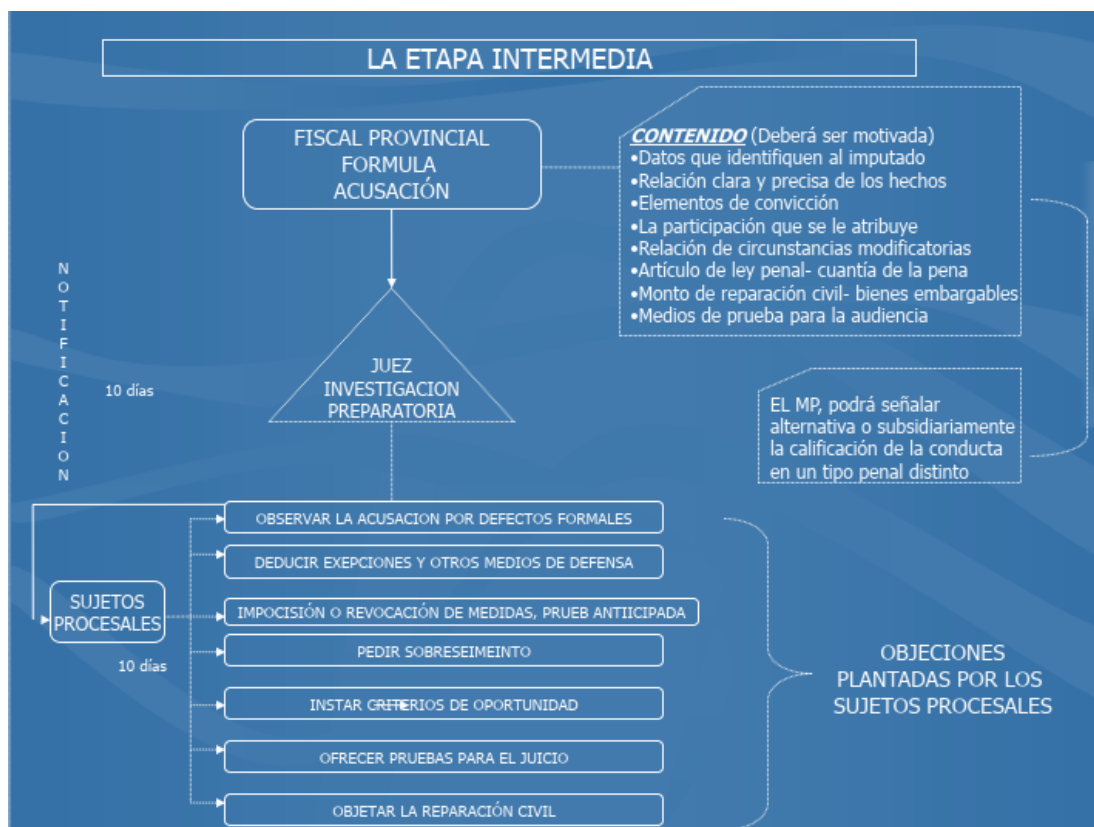 LA ETAPA INTERMEDIA
FISCAL PROVINCIAL
FORMULA
ACUSACIÓN
CONTENIDO (Deberá ser motivada)
•Datos que identifiquen al imputado
•Relación clara y precisa de los hechos
•Elementos de convicción
•La participación que se le atribuye
•Relación de circunstancias modificatorias
•Artículo de ley penal- cuantía de la pena
•Monto de reparación civil- bienes embargables
•Medios de prueba para la audiencia
NOTIFICACION
10 días
JUEZ
INVESTIGACION
PREPARATORIA
EL MP, podrá señalar
alternativa o subsidiariamente
la calificación de la conducta
en un tipo penal distinto
SUJETOS
PROCESALES
10 días
OBSERVAR LA ACUSACION POR DEFECTOS FORMALES
DEDUCIR EXEPCIONES Y OTROS MEDIOS DE DEFENSA
IMPOCISIÓN O REVOCACIÓN DE MEDIDAS, PRUEB ANTIICIPADA
PEDIR SOBRESEIMEINTO
INSTAR CRITERIOS DE OPORTUNIDAD
OFRECER PRUEBAS PARA EL JUICIO
OBJETAR LA REPARACIÓN CIVIL
OBJECIONES
PLANTADAS POR LOS
SUJETOS PROCESALES